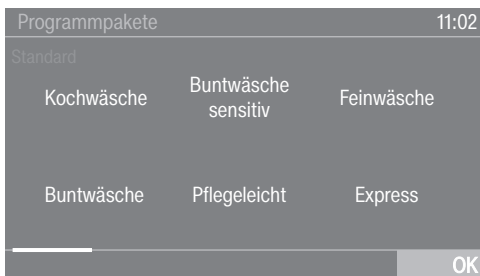 Programmpakete 11:02
Standard
Kochwäsche Buntwäsche sensitiv Feinwäsche
Buntwäsche Pflegeleicht Express
OK